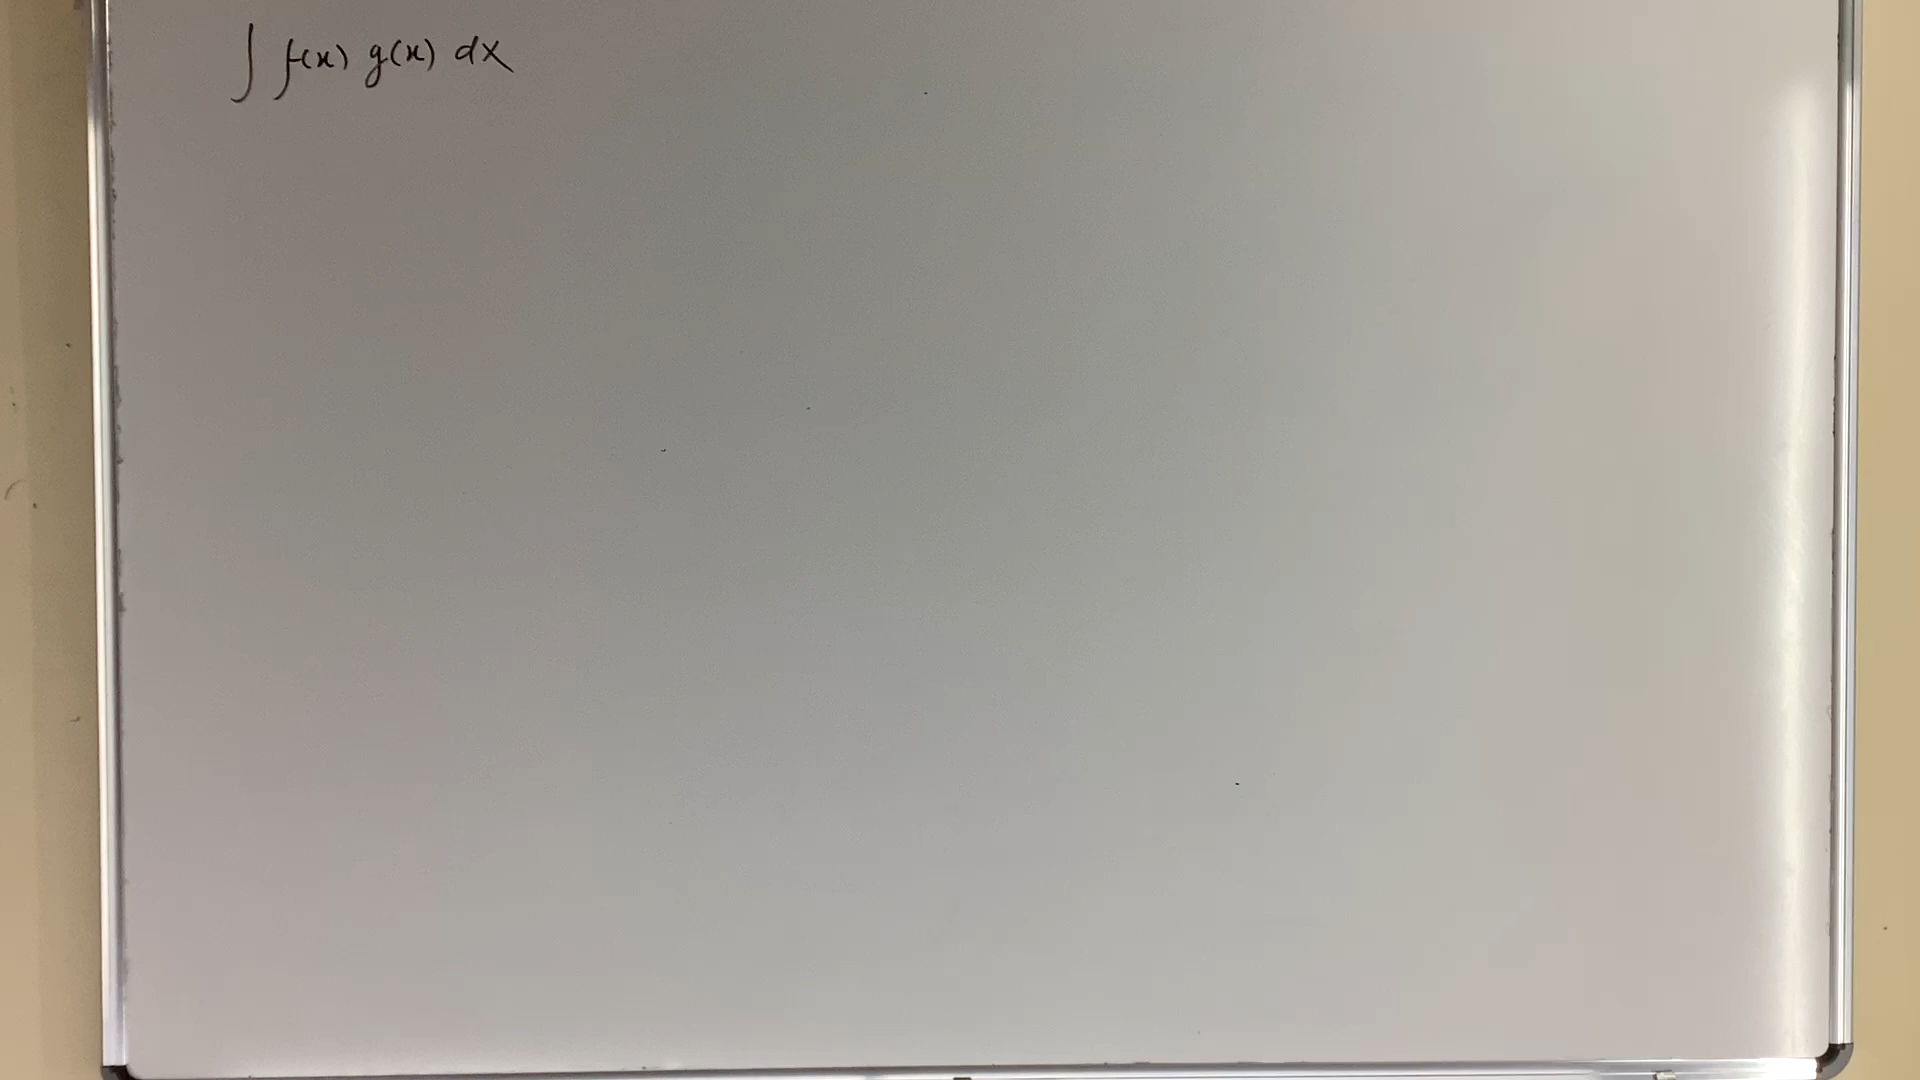 ∫ f(x) g(x) dx